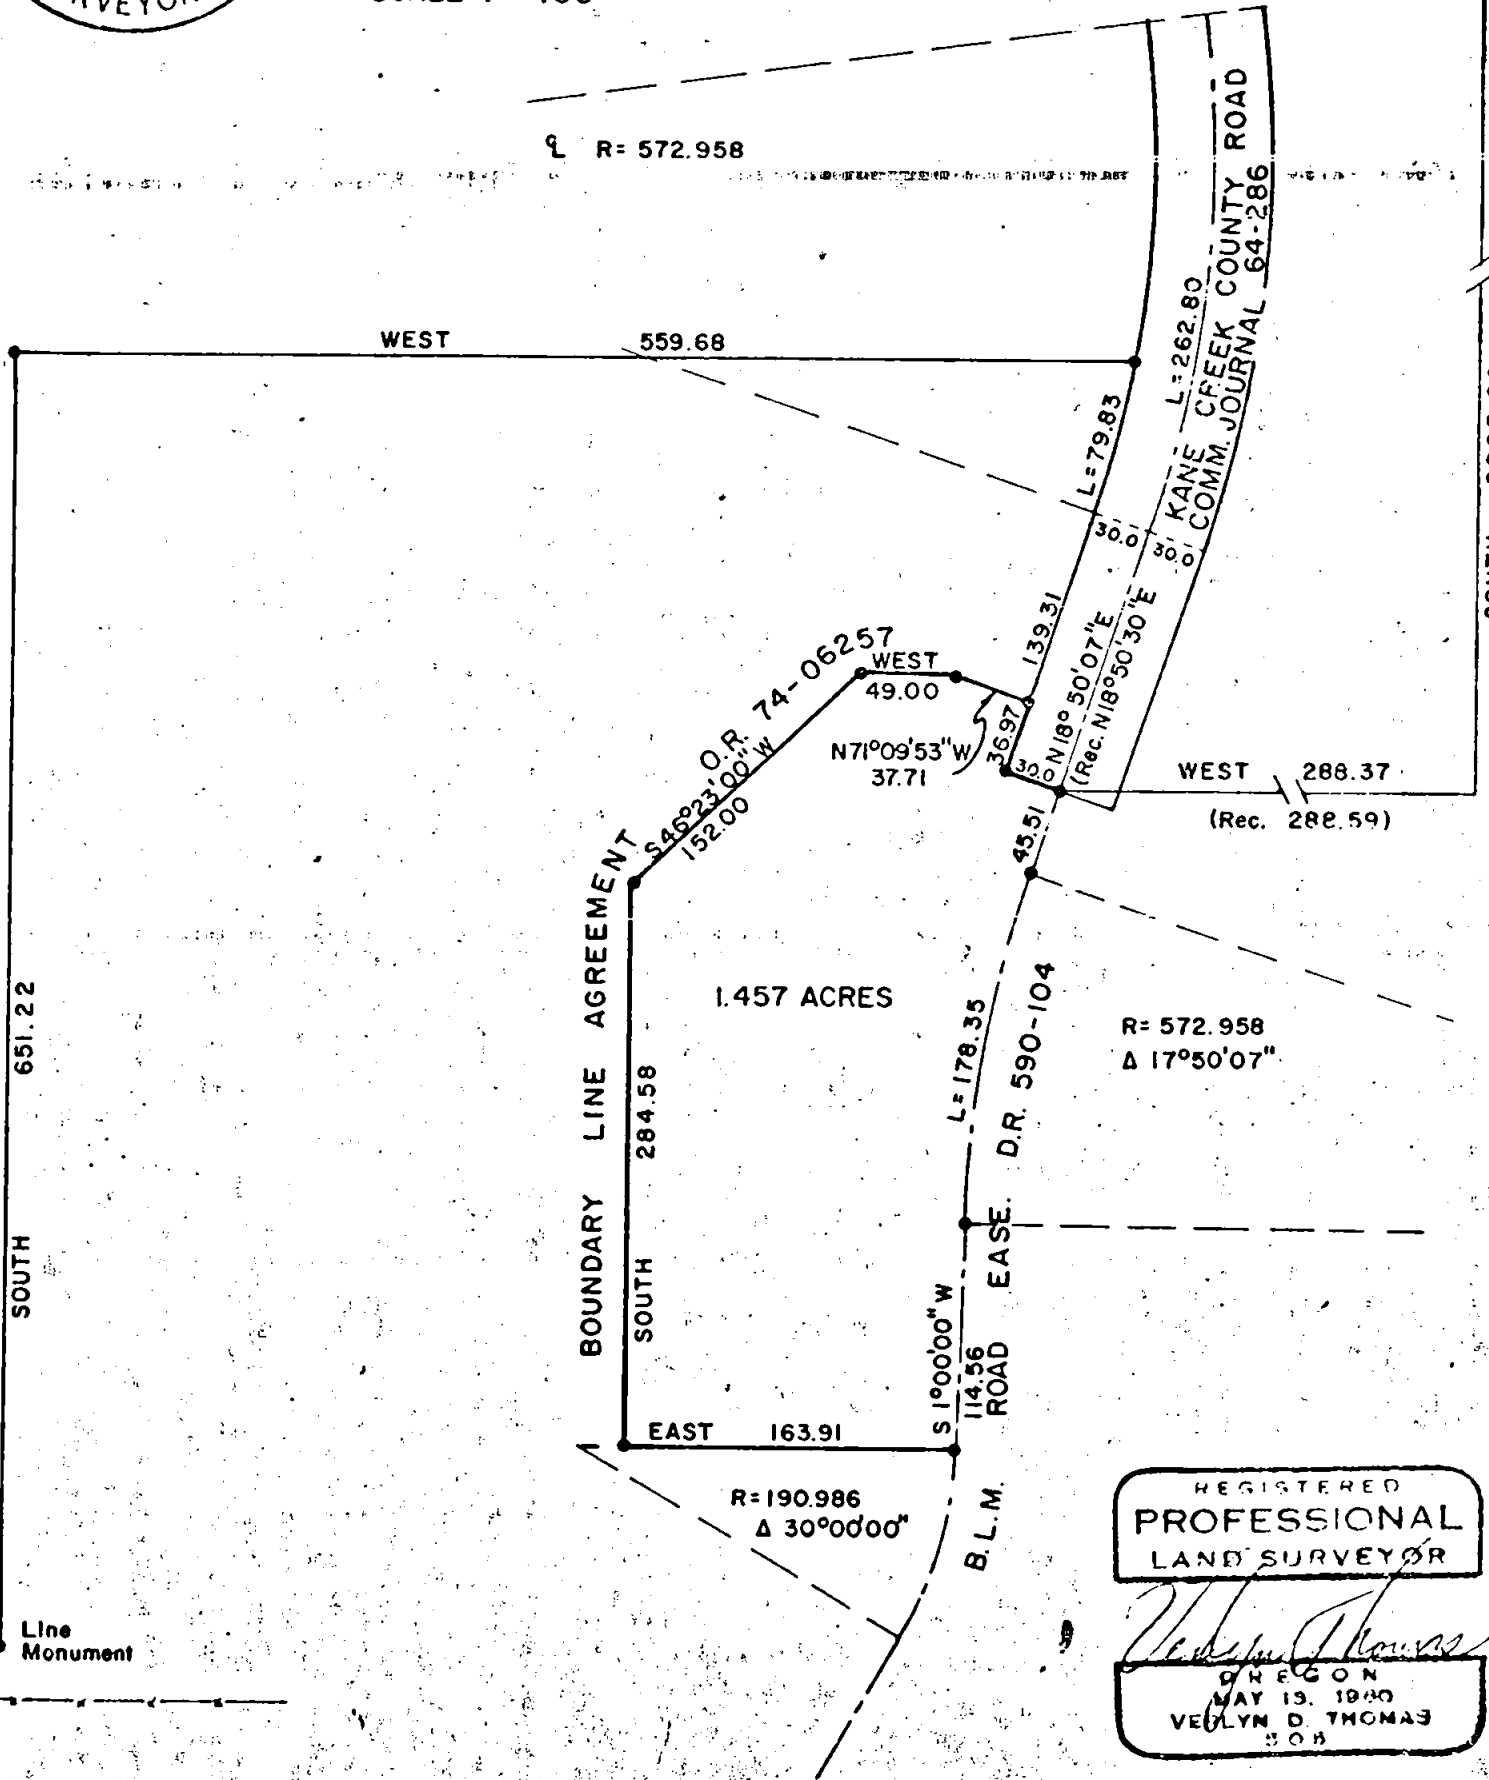 ℄ R= 572.958
WEST 559.68
L=79.83
L=262.80
KANE CREEK COUNTY ROAD
COMM. JOURNAL 64-286
30.0
30.0
139.31
N18°50'07"E
(Rec. N18°50'30"E
O.R. 74-06257
WEST
49.00
S46°23'00"W
152.00
N71°09'53"W
37.71
36.97
30.0
WEST 288.37
(Rec. 288.59)
45.51
BOUNDARY LINE AGREEMENT
1.457 ACRES
L=178.35
R= 572.958
Δ 17°50'07"
SOUTH 651.22
SOUTH 284.58
B.L.M. ROAD EASE. D.R. 590-104
S 1°00'00" W
114.56
EAST 163.91
R=190.986
Δ 30°00'00"
Line
Monument
REGISTERED
PROFESSIONAL
LAND SURVEYOR
OREGON
VERLYN D. THOMAS